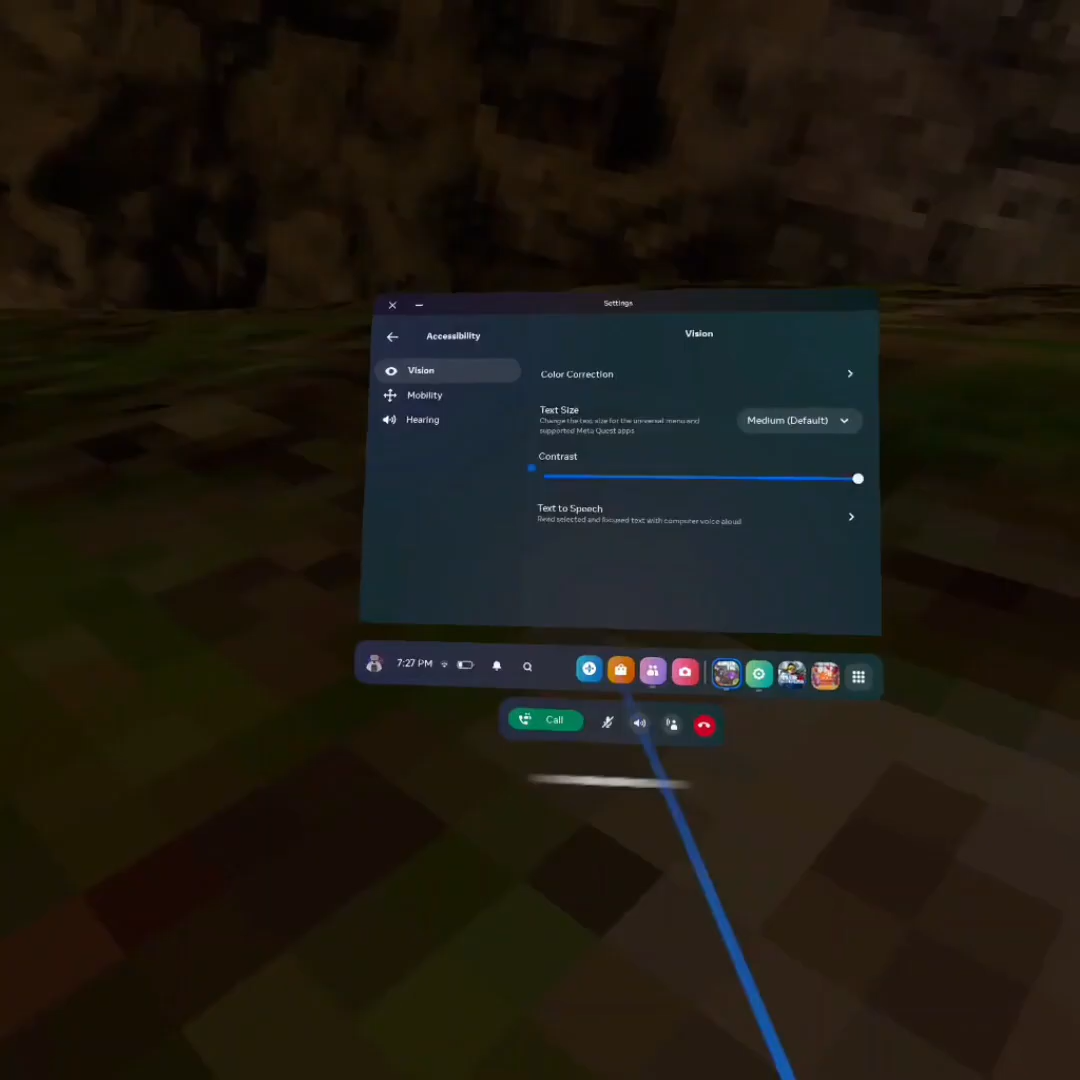 Settings
Accessibility
Vision
Vision
Mobility
Hearing
Color Correction
Text Size
Change the text size for the universal menu and
supported Meta Quest apps
Medium (Default)
Contrast
Text to Speech
Read selected and focused text with computer voice aloud
7:27 PM
Call